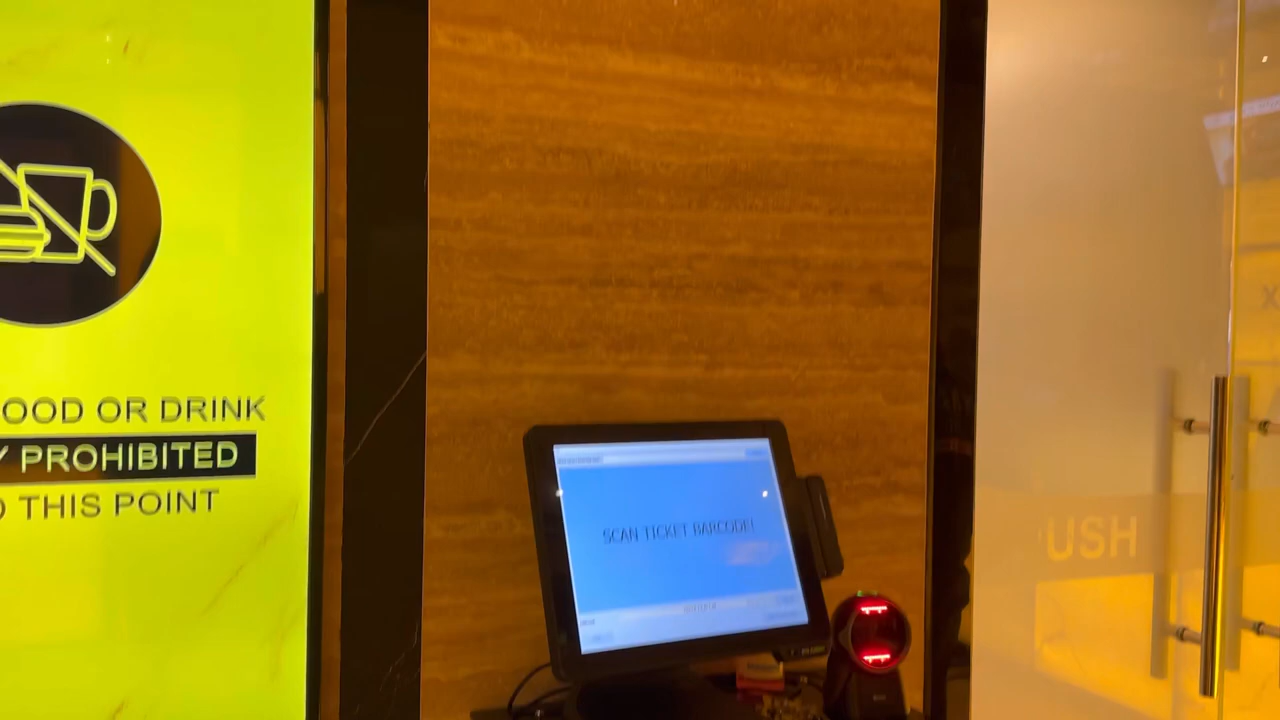 OOD OR DRINK
Y PROHIBITED
THIS POINT
SCAN TICKET BARCODE!
USH